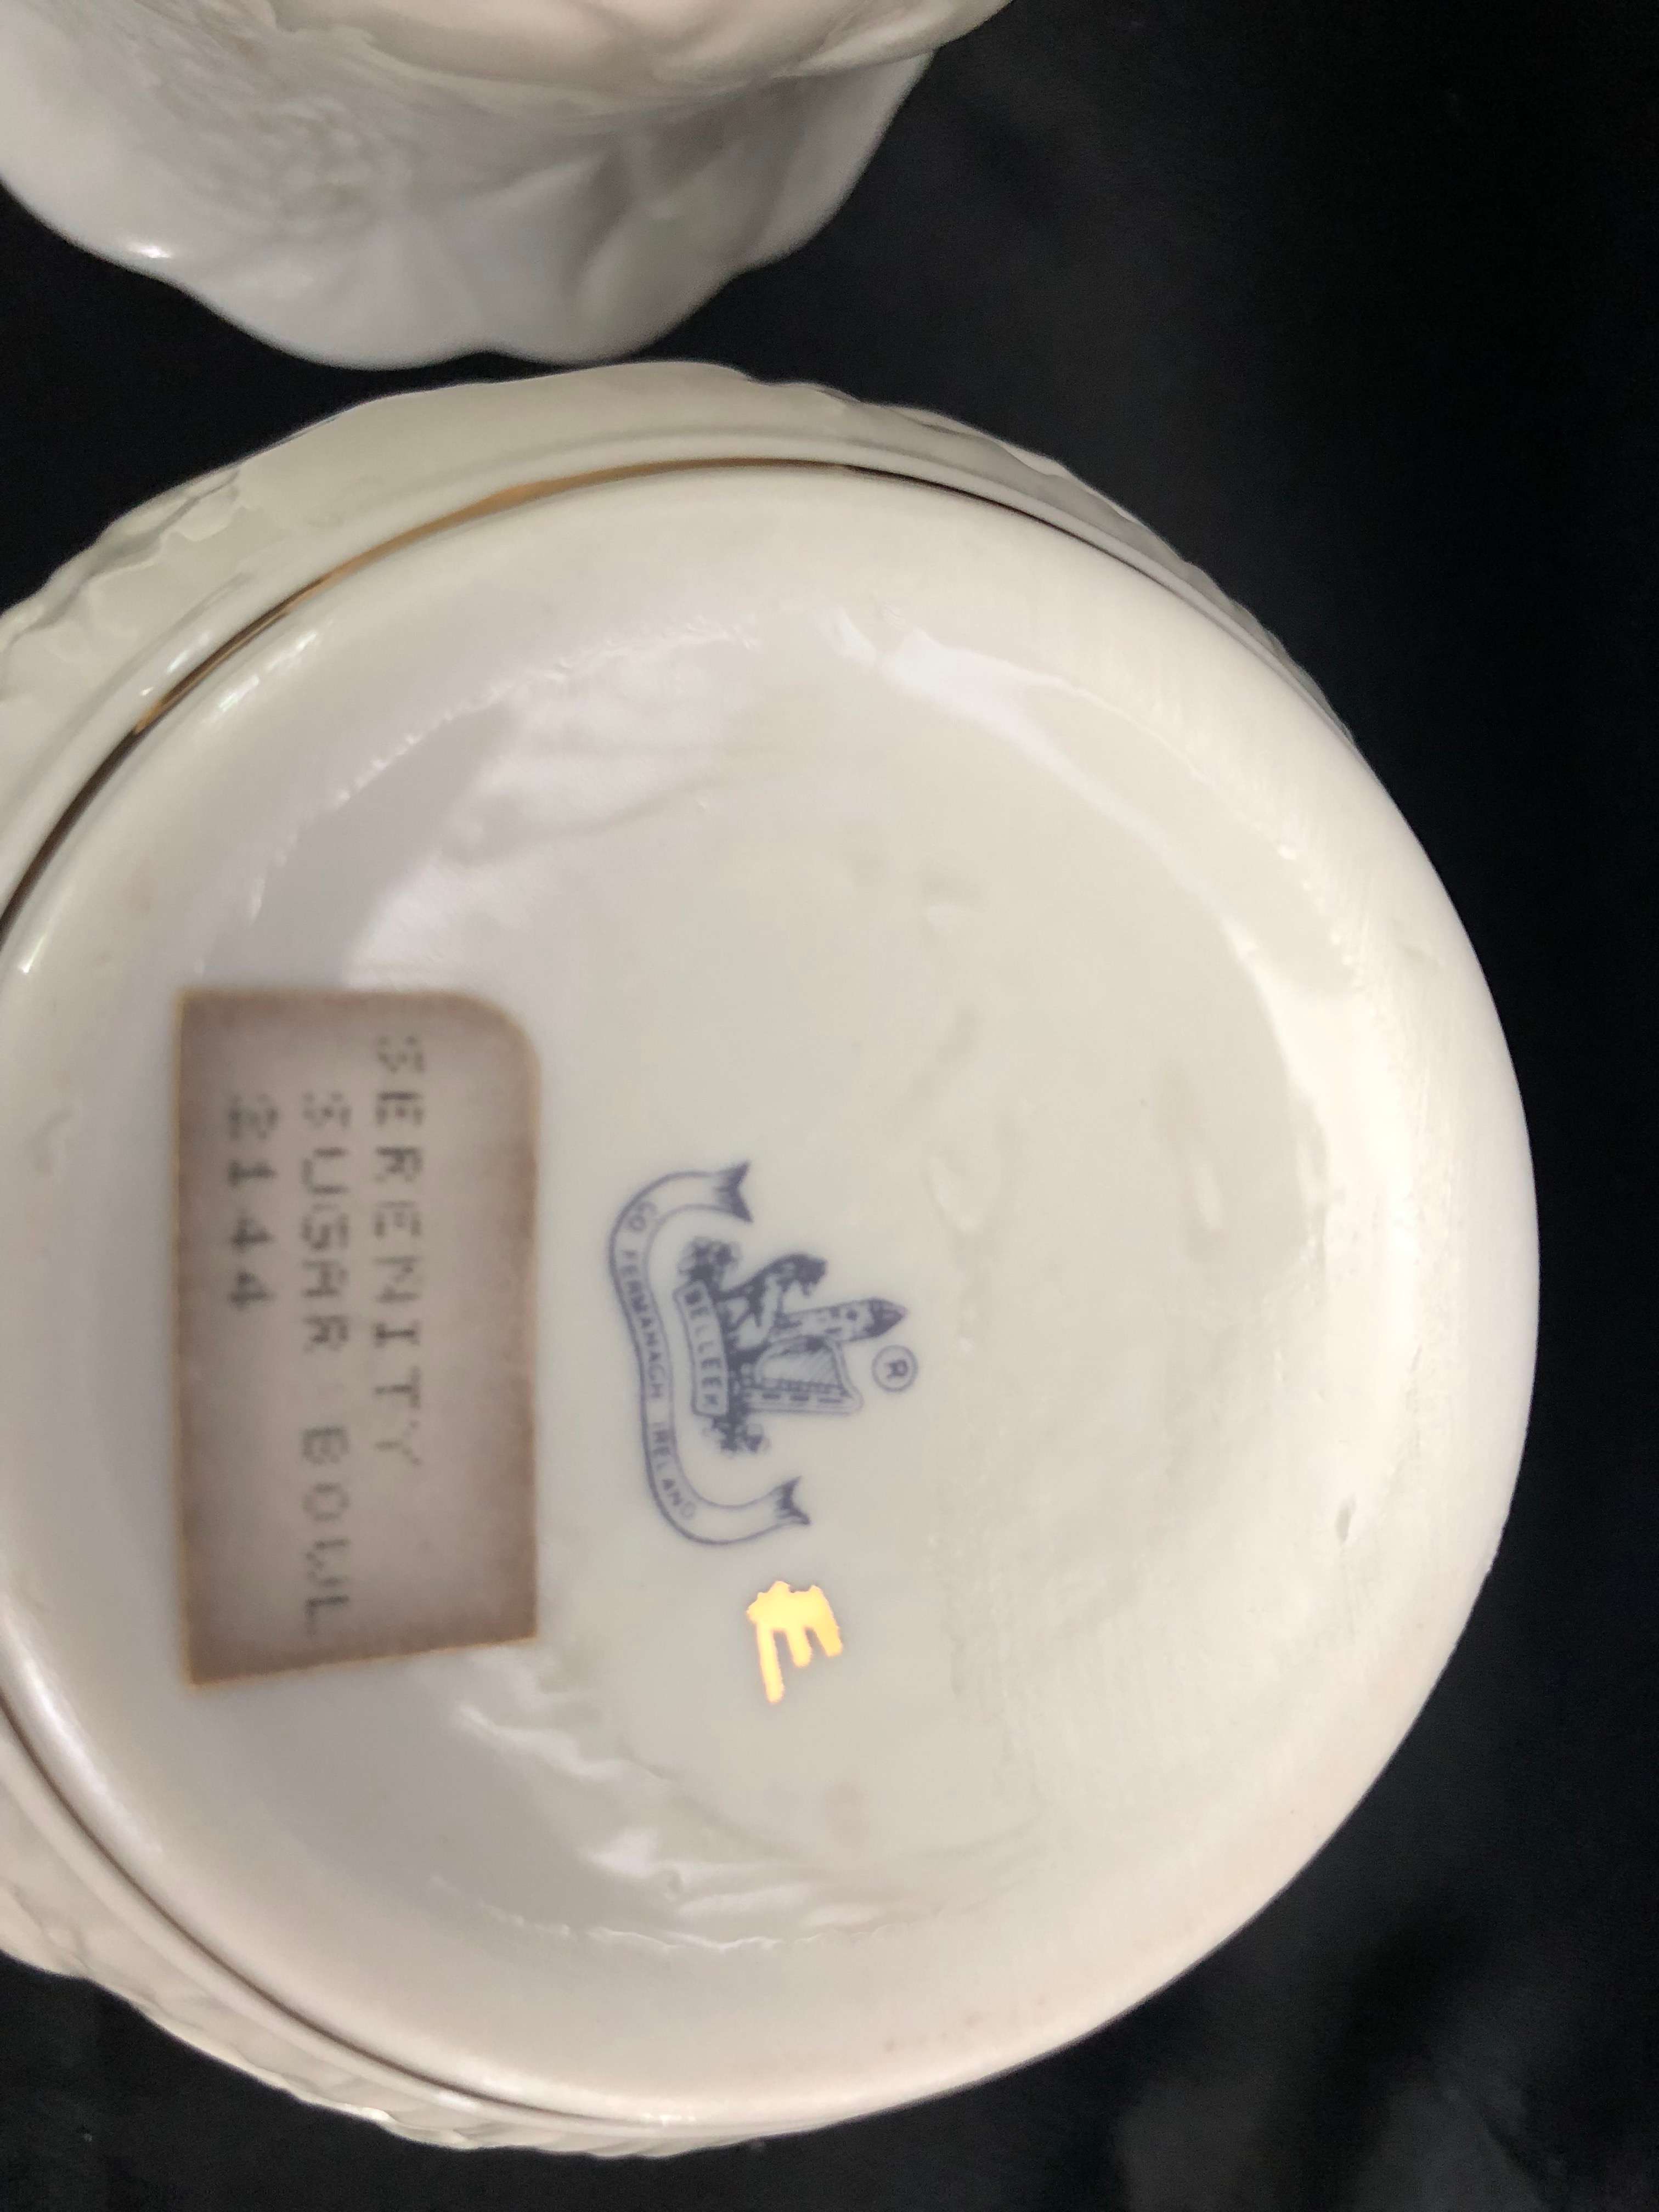 SERENITY
SUGAR BOWL
2144
®
BELLEEK
CO FERMANAGH IRELAND
E